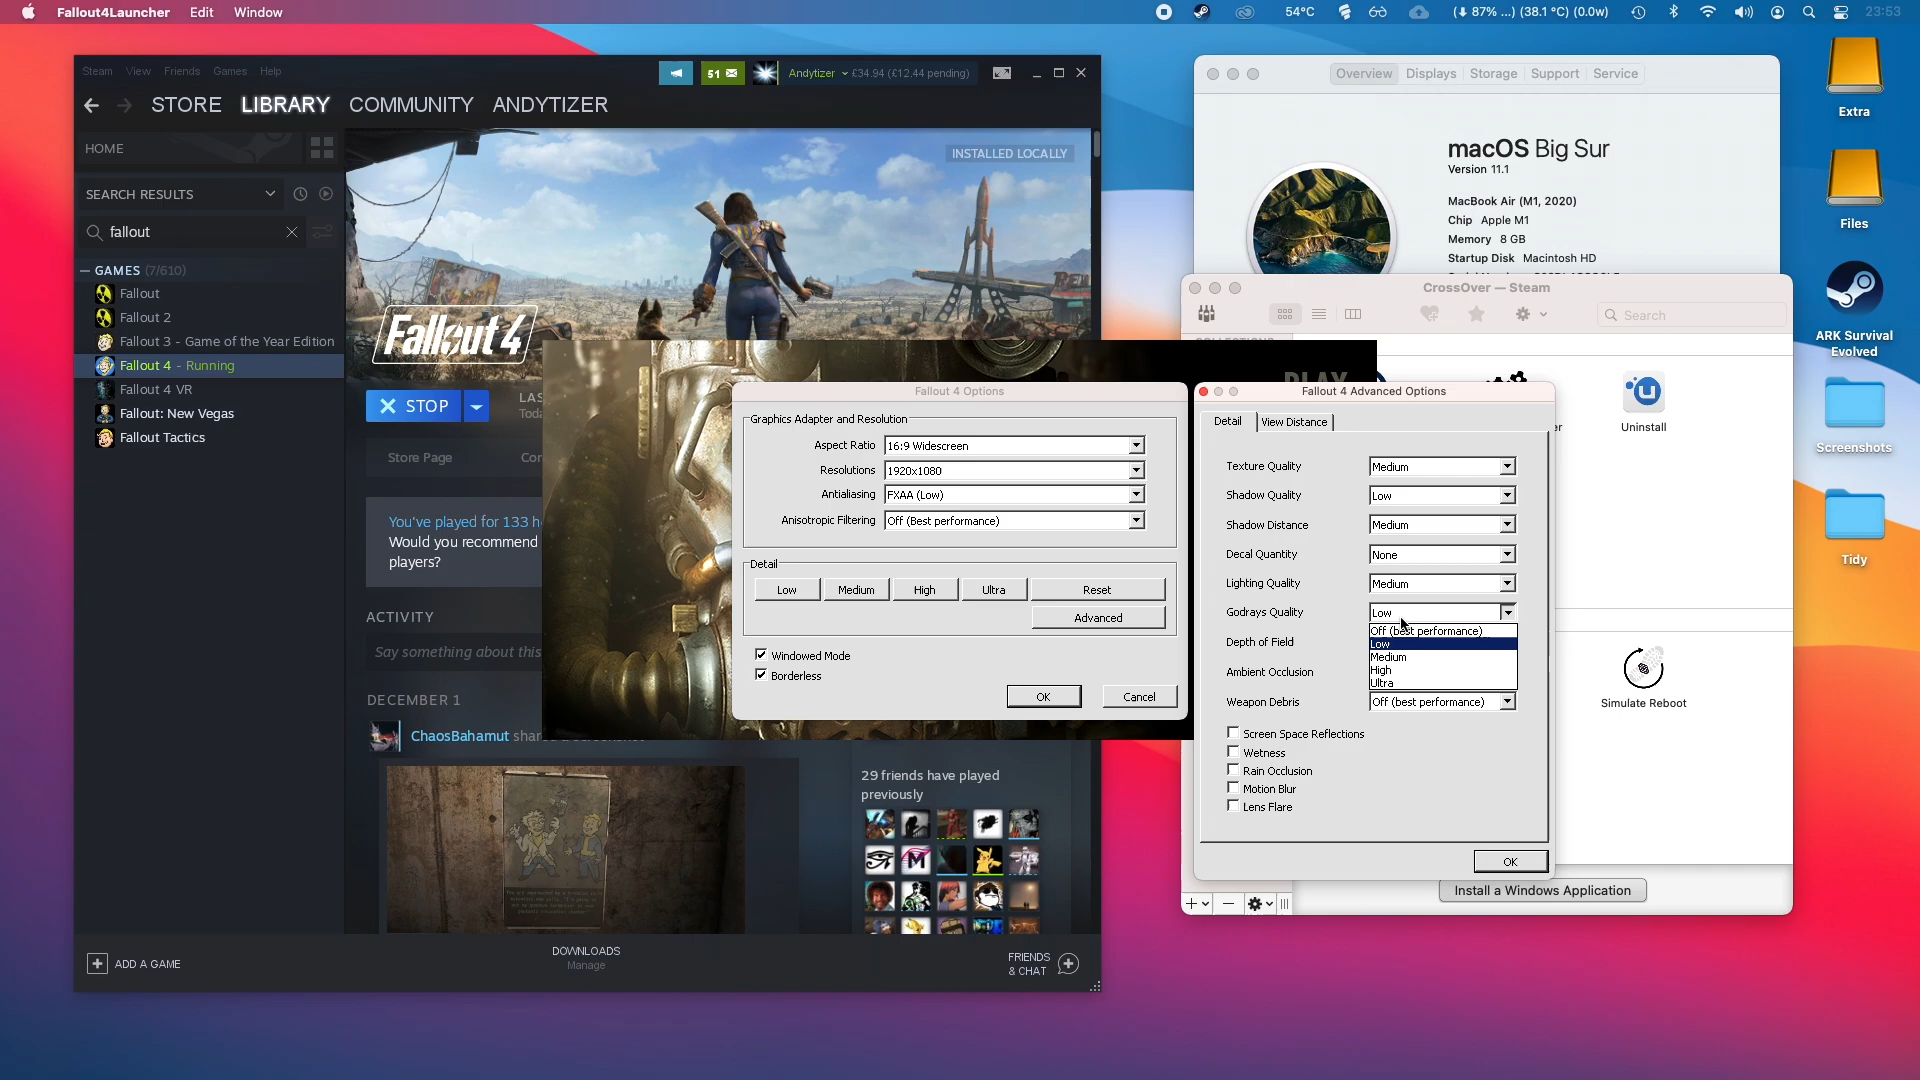 Fallout4Launcher Edit Window
54°C
(⬇ 87% ...) (38.1 °C) (0.0w)
23:53
Steam View Friends Games Help
51
Andytizer
£34.94 (£12.44 pending)
STORE LIBRARY COMMUNITY ANDYTIZER
HOME
SEARCH RESULTS
fallout
GAMES (7/610)
Fallout
Fallout 2
Fallout 3 - Game of the Year Edition
Fallout 4 - Running
Fallout 4 VR
Fallout: New Vegas
Fallout Tactics
INSTALLED LOCALLY
Fallout 4
STOP
LAS
Toda
Store Page
Con
You've played for 133 h
Would you recommend
players?
ACTIVITY
Say something about this
DECEMBER 1
ChaosBahamut shar
29 friends have played
previously
ADD A GAME
DOWNLOADS
Manage
FRIENDS
& CHAT
Overview Displays Storage Support Service
macOS Big Sur
Version 11.1
MacBook Air (M1, 2020)
Chip Apple M1
Memory 8 GB
Startup Disk Macintosh HD
CrossOver — Steam
Search
Uninstall
Simulate Reboot
Install a Windows Application
PLAY
Fallout 4 Options
Graphics Adapter and Resolution
Aspect Ratio 16:9 Widescreen
Resolutions 1920x1080
Antialiasing FXAA (Low)
Anisotropic Filtering Off (Best performance)
Detail
Low Medium High Ultra Reset
Advanced
Windowed Mode
Borderless
OK Cancel
Fallout 4 Advanced Options
Detail View Distance
Texture Quality Medium
Shadow Quality Low
Shadow Distance Medium
Decal Quantity None
Lighting Quality Medium
Godrays Quality Low
Off (best performance)
Low
Medium
High
Ultra
Depth of Field
Ambient Occlusion
Weapon Debris Off (best performance)
Screen Space Reflections
Wetness
Rain Occlusion
Motion Blur
Lens Flare
OK
Extra
Files
ARK Survival
Evolved
Screenshots
Tidy